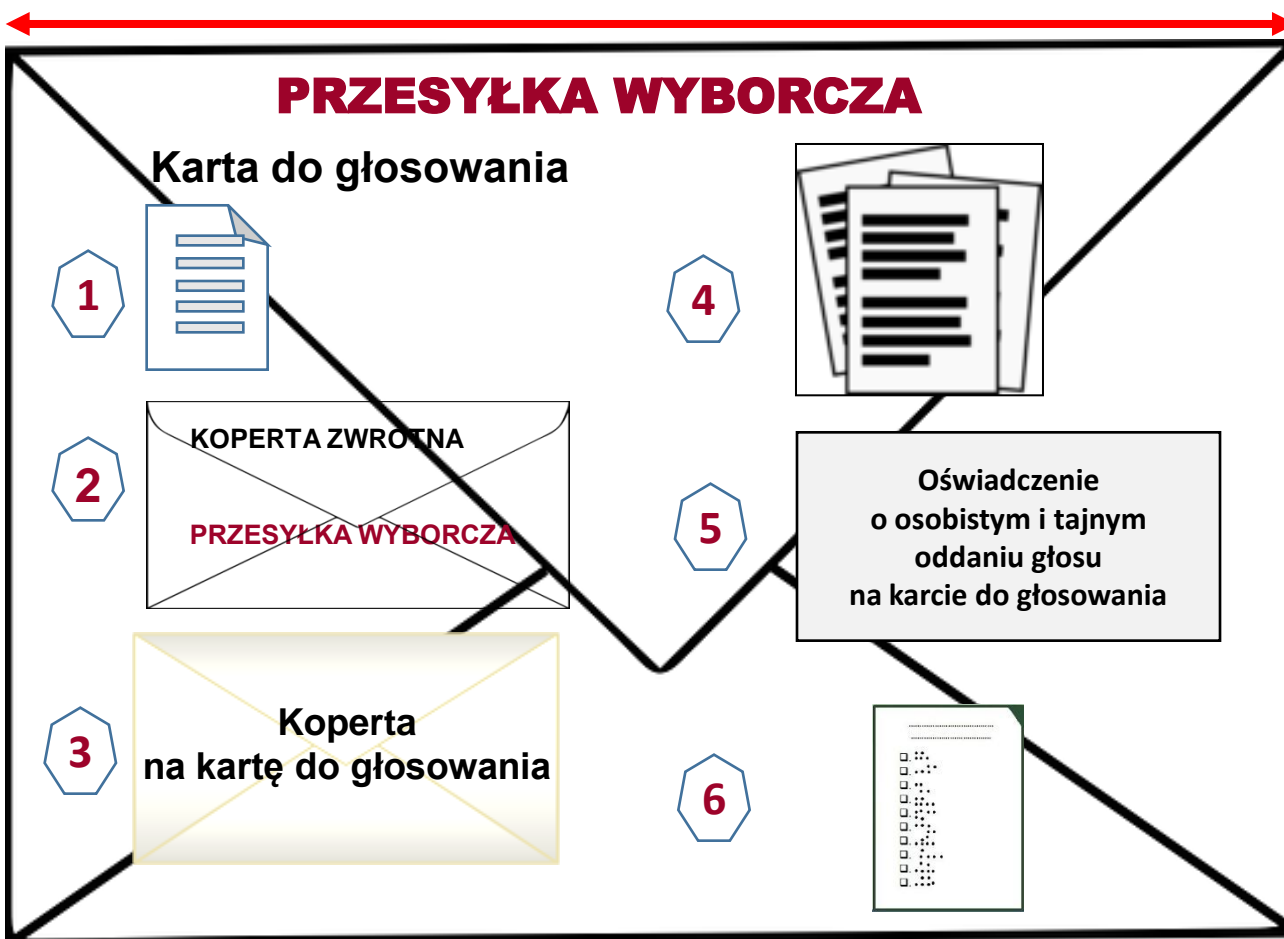 PRZESYŁKA WYBORCZA
Karta do głosowania
1
2
KOPERTA ZWROTNA
PRZESYŁKA WYBORCZA
3
Koperta
na kartę do głosowania
4
5
Oświadczenie
o osobistym i tajnym
oddaniu głosu
na karcie do głosowania
6